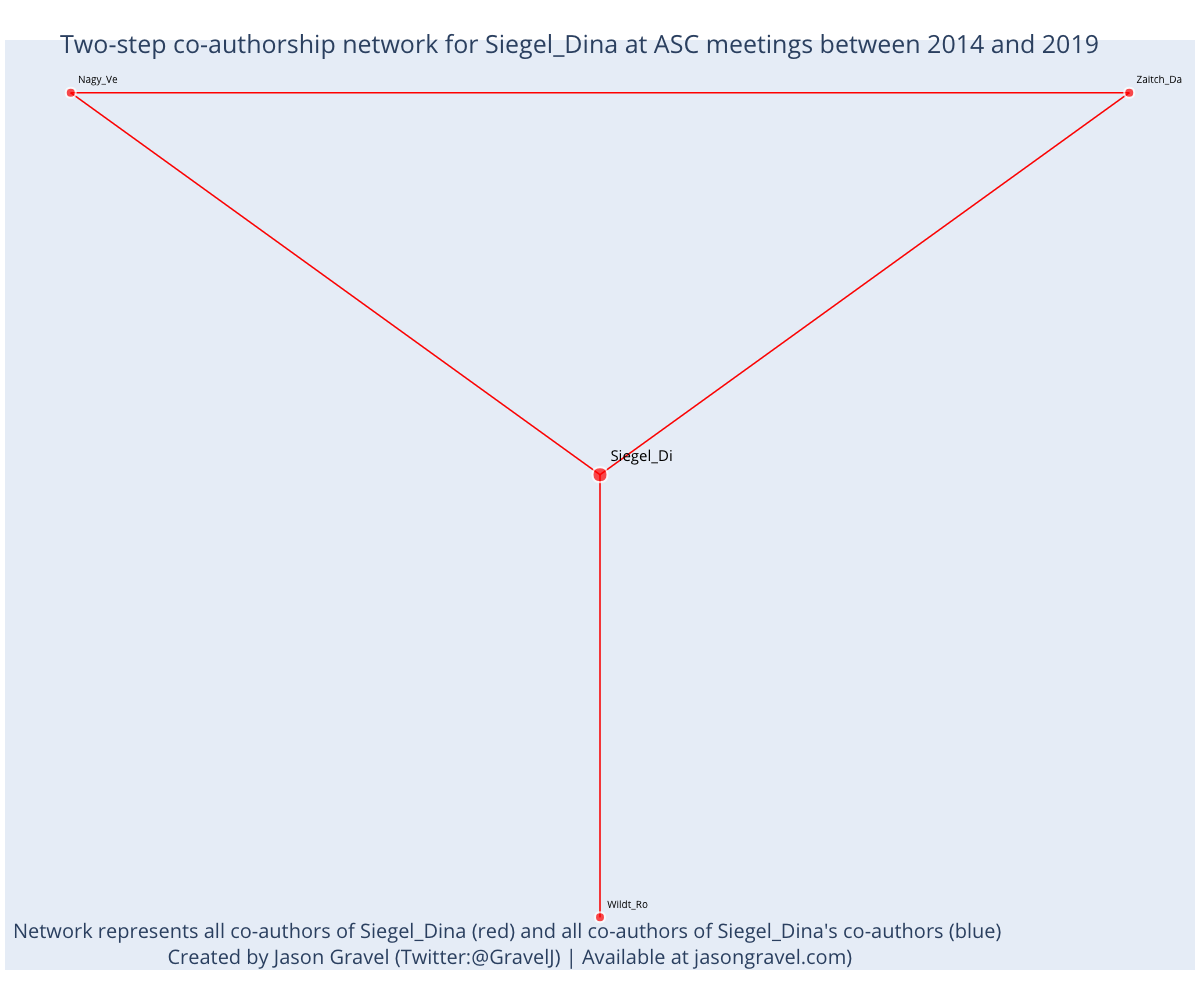 Two-step co-authorship network for Siegel_Dina at ASC meetings between 2014 and 2019
Nagy_Ve
Zaitch_Da
Siegel_Di
Wildt_Ro
Network represents all co-authors of Siegel_Dina (red) and all co-authors of Siegel_Dina's co-authors (blue)
Created by Jason Gravel (Twitter:@GravelJ) | Available at jasongravel.com)